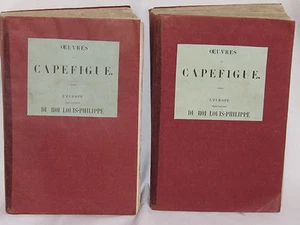 ŒUVRES
CAPEFIGUE.
L'EUROPE
DU ROI LOUIS-PHILIPPE
ŒUVRES
CAPEFIGUE.
L'EUROPE
DU ROI LOUIS-PHILIPPE